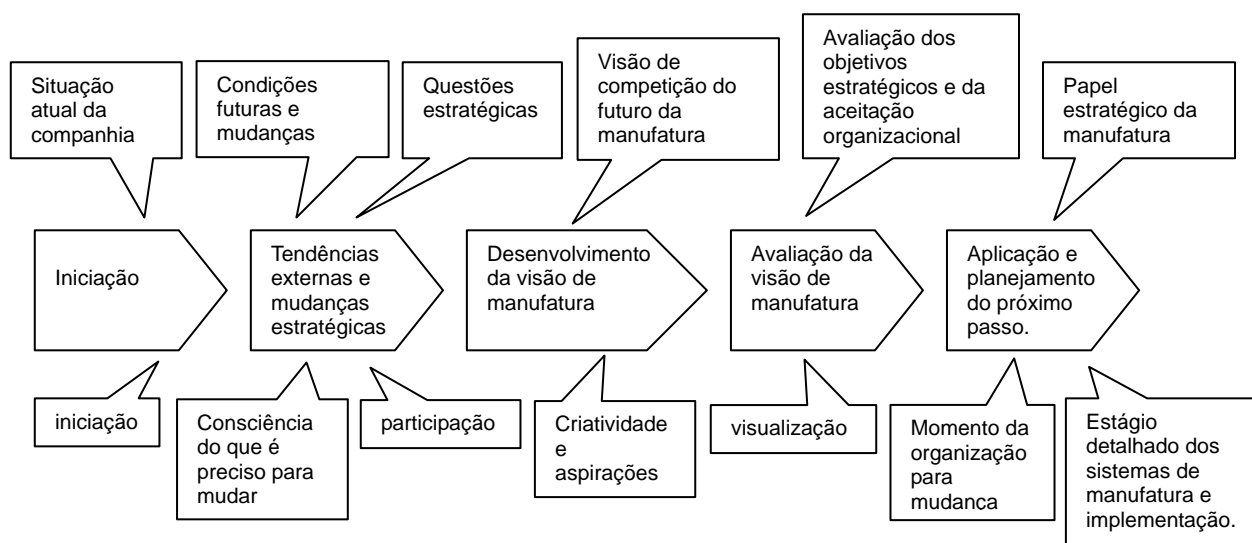 Situação
atual da
companhia
Condições
futuras e
mudanças
Questões
estratégicas
Visão de
competição do
futuro da
manufatura
Avaliação dos
objetivos
estratégicos e da
aceitação
organizacional
Papel
estratégico da
manufatura
Iniciação
Tendências
externas e
mudanças
estratégicas
Desenvolvimento
da visão de
manufatura
Avaliação da
visão de
manufatura
Aplicação e
planejamento
do próximo
passo.
iniciação
Consciência
do que é
preciso para
mudar
participação
Criatividade
e
aspirações
visualização
Momento da
organização
para
mudanca
Estágio
detalhado dos
sistemas de
manufatura e
implementação.